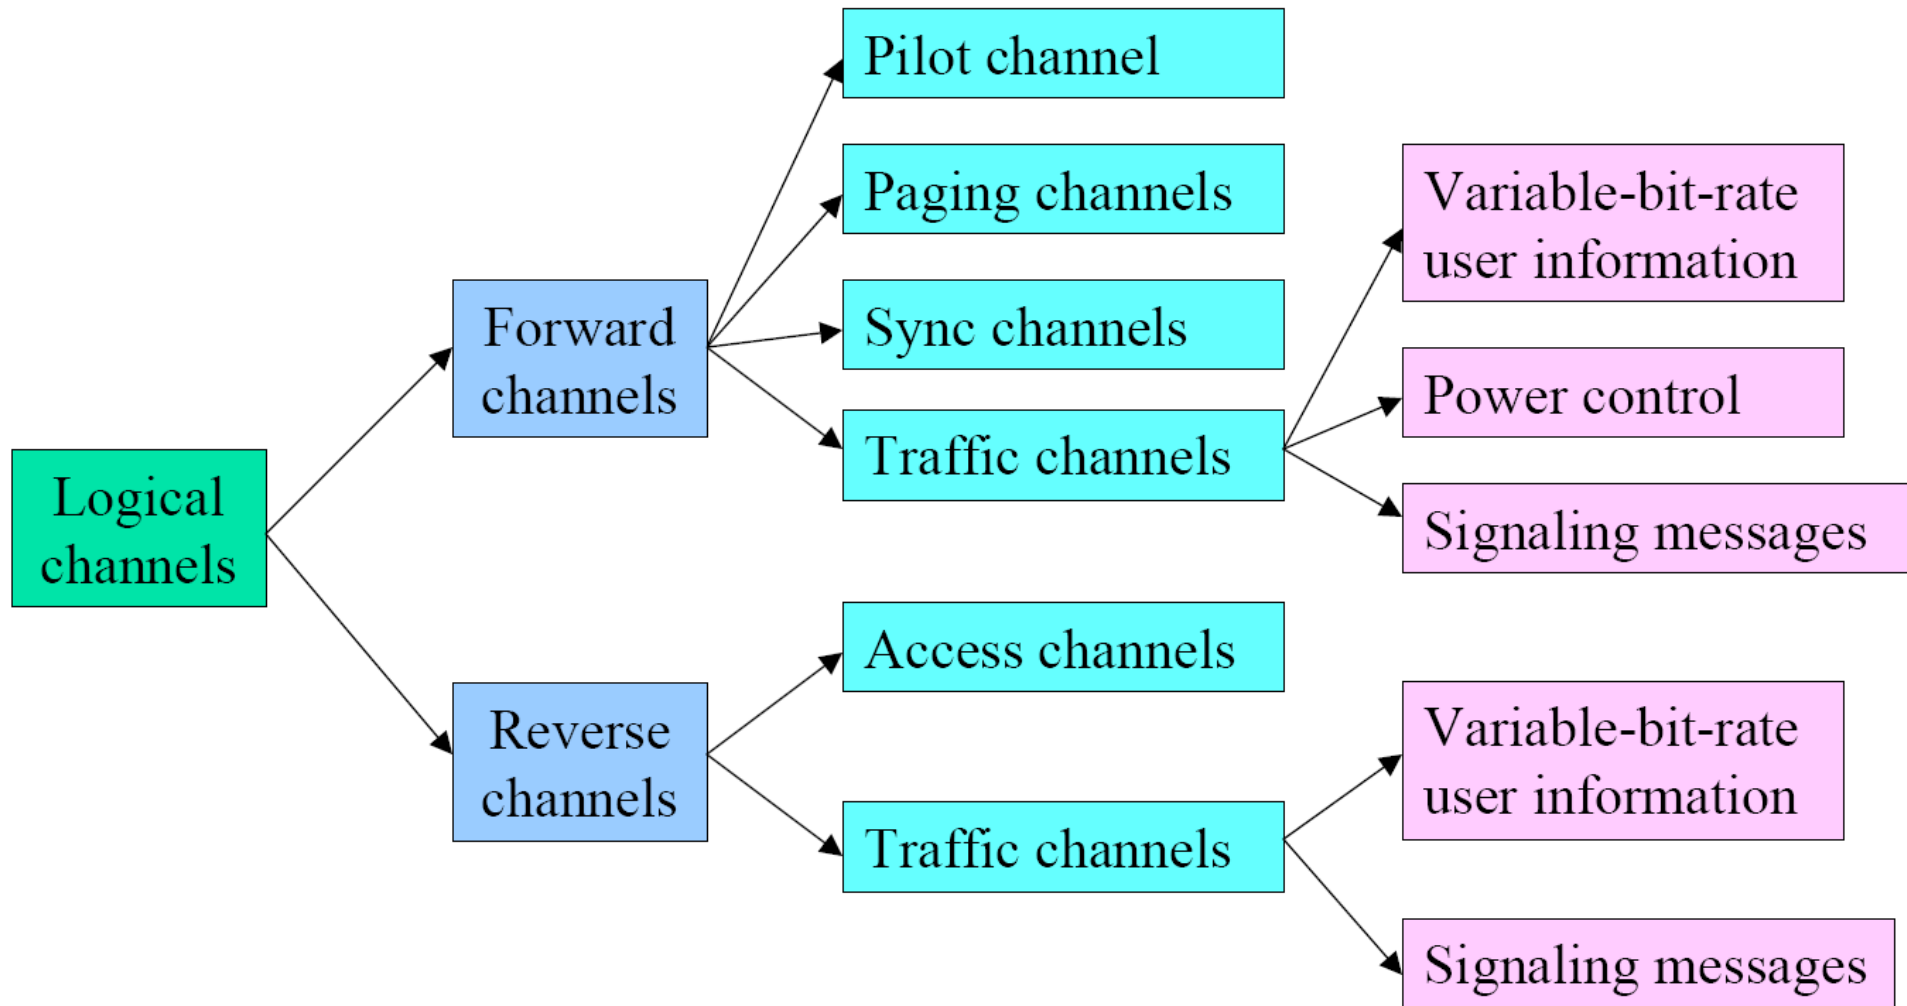 Pilot channel
Paging channels
Variable-bit-rate
user information
Forward
channels
Sync channels
Power control
Traffic channels
Logical
channels
Signaling messages
Access channels
Reverse
channels
Variable-bit-rate
user information
Traffic channels
Signaling messages